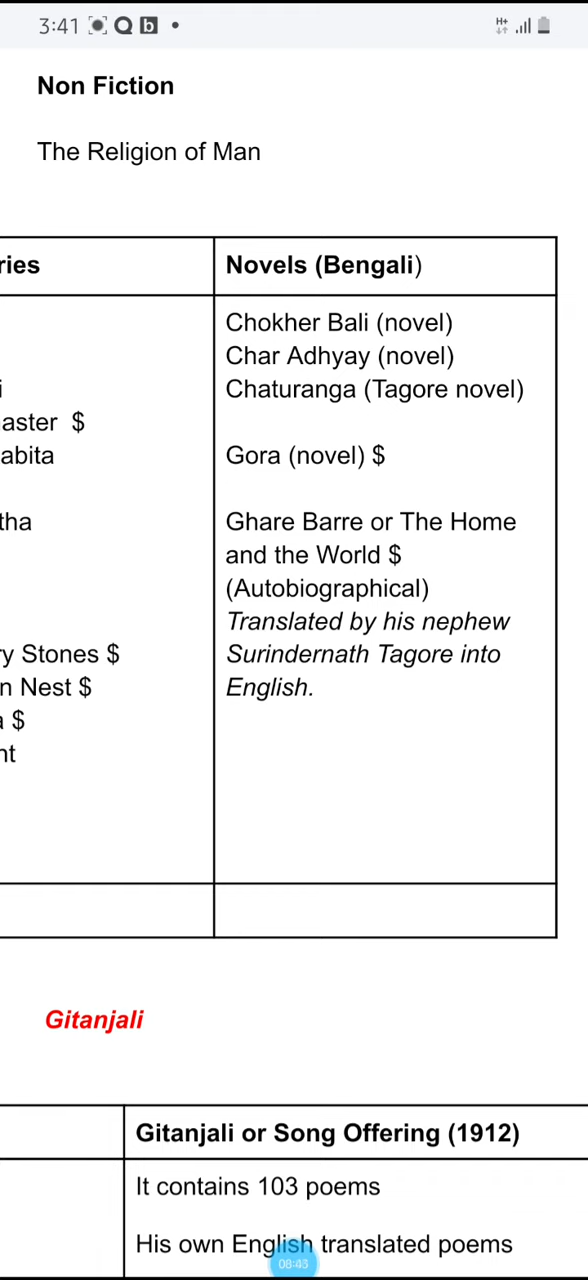 3:41
Non Fiction
The Religion of Man
ries
Novels (Bengali)
Chokher Bali (novel)
Char Adhyay (novel)
i
Chaturanga (Tagore novel)
aster $
abita
Gora (novel) $
tha
Ghare Barre or The Home
and the World $
(Autobiographical)
Translated by his nephew
y Stones $
Surindernath Tagore into
n Nest $
English.
a $
nt
Gitanjali
Gitanjali or Song Offering (1912)
It contains 103 poems
His own English translated poems
08:43